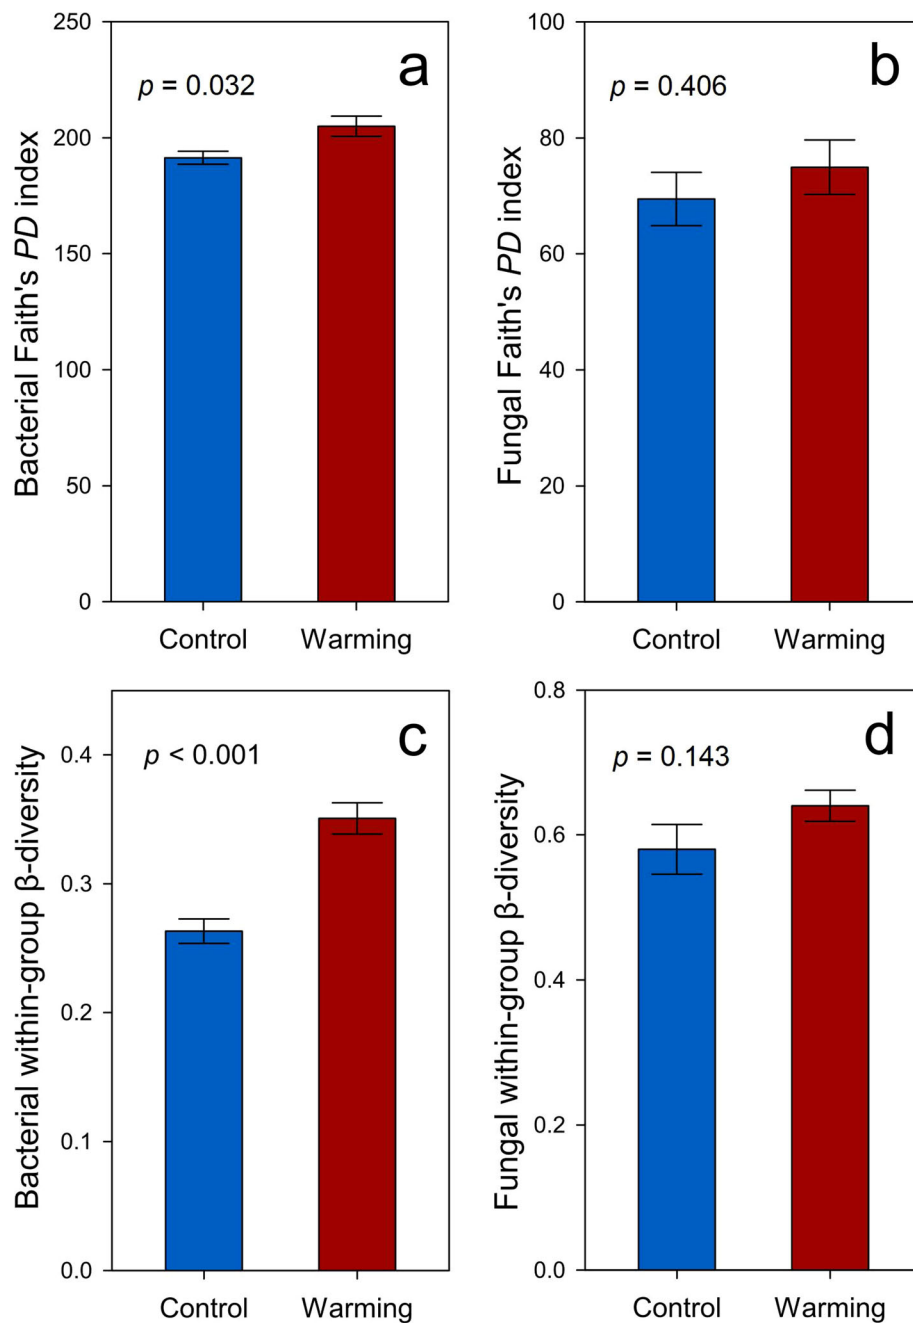 Bacterial Faith's PD index
250
200
150
100
50
0
a
p = 0.032
Control
Warming
Fungal Faith's PD index
100
80
60
40
20
0
b
p = 0.406
Control
Warming
Bacterial within-group β-diversity
0.4
0.3
0.2
0.1
0.0
c
p < 0.001
Control
Warming
Fungal within-group β-diversity
0.8
0.6
0.4
0.2
0.0
d
p = 0.143
Control
Warming